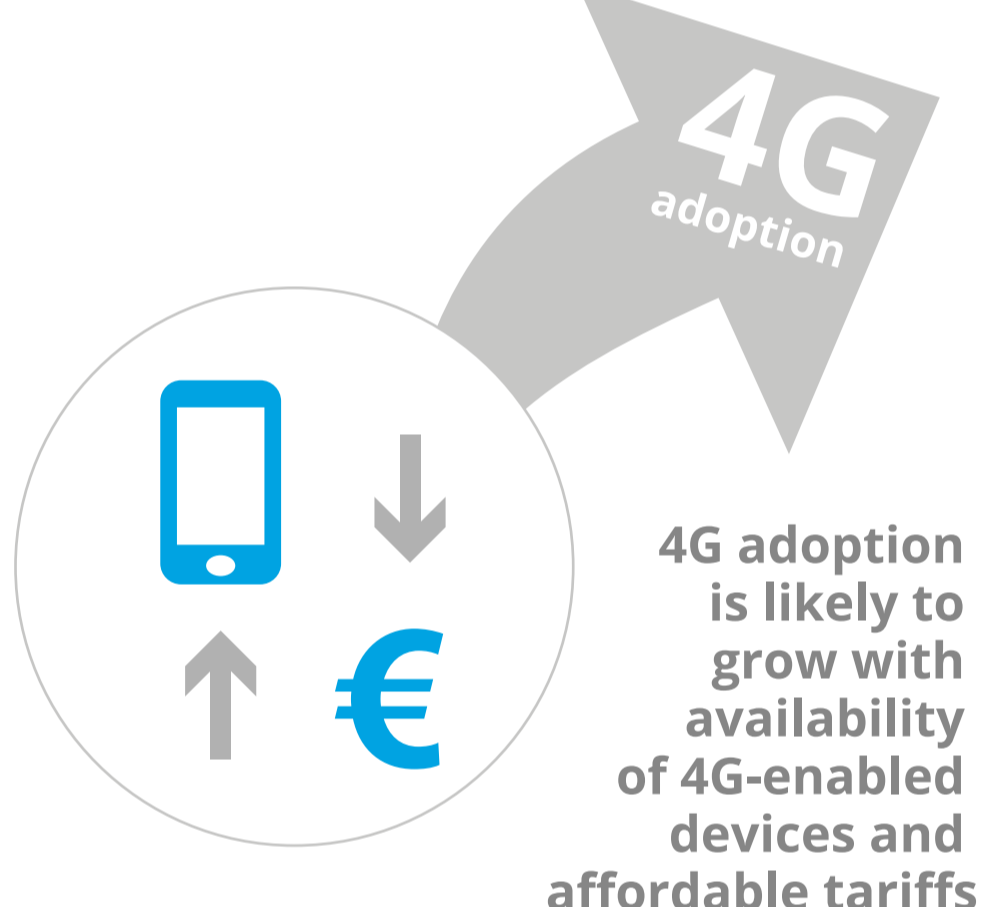 4G
adoption
€
4G adoption
is likely to
grow with
availability
of 4G-enabled
devices and
affordable tariffs